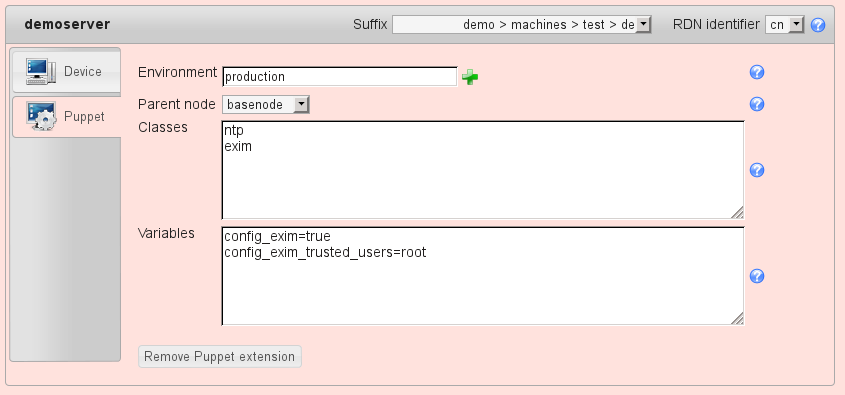 demoserver
Suffix demo > machines > test > de RDN identifier cn
Device
Puppet
Environment production
Parent node basenode
Classes
ntp
exim
Variables
config_exim=true
config_exim_trusted_users=root
Remove Puppet extension